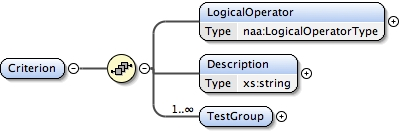 LogicalOperator
Type naa:LogicalOperatorType
Criterion
Description
Type xs:string
1..∞
TestGroup